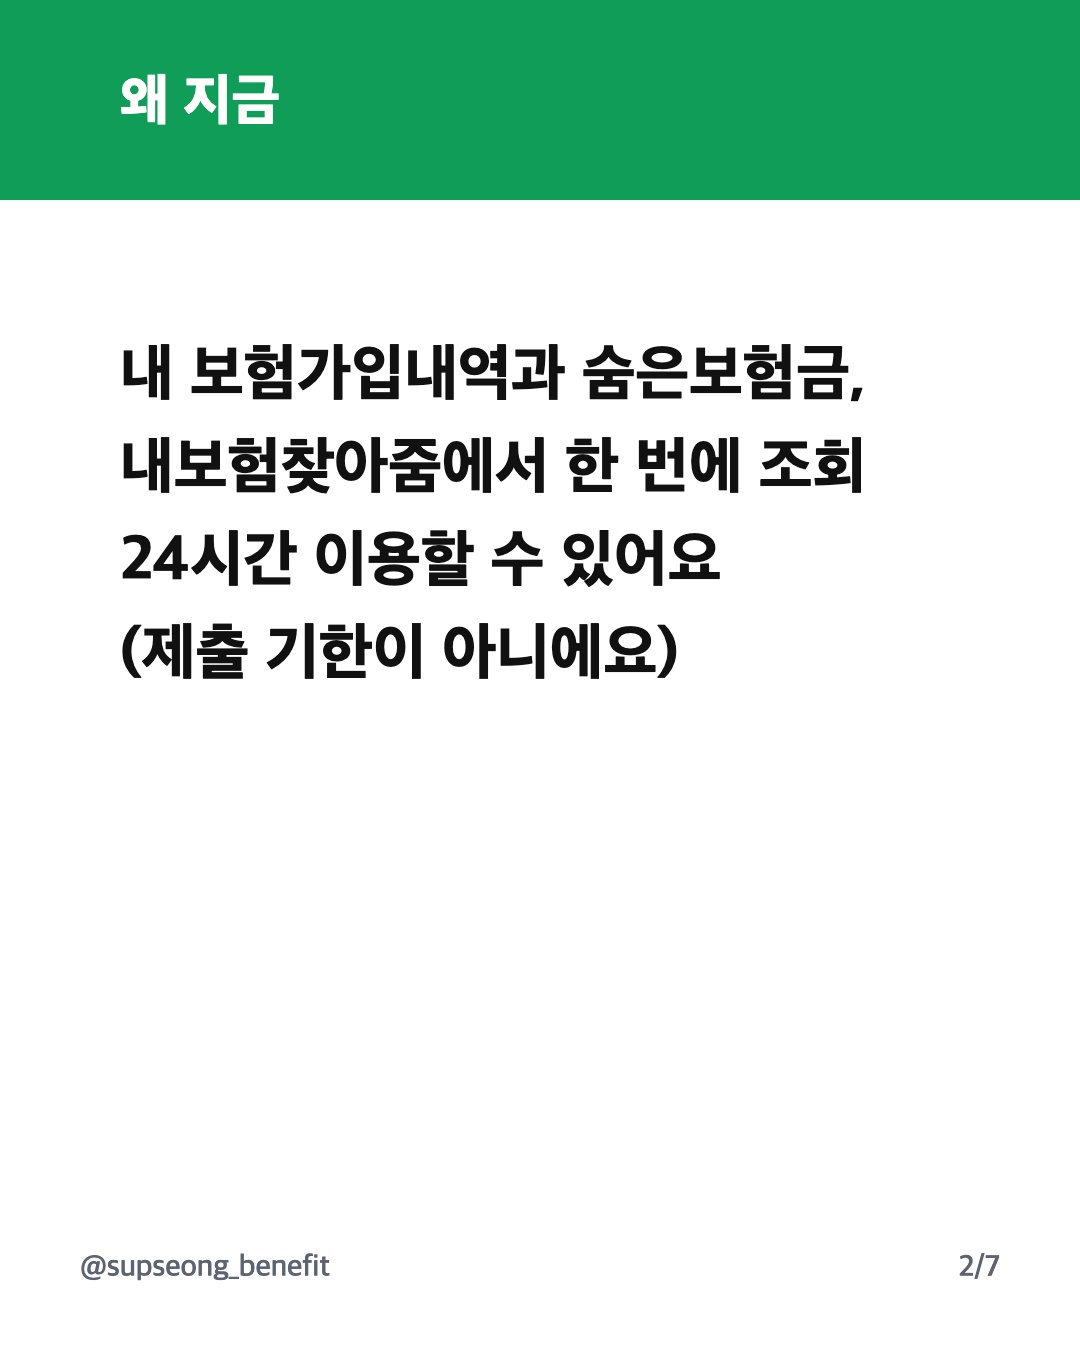 왜 지금
내 보험가입내역과 숨은보험금,
내보험찾아줌에서 한 번에 조회
24시간 이용할 수 있어요
(제출 기한이 아니에요)
@supseong_benefit
2/7